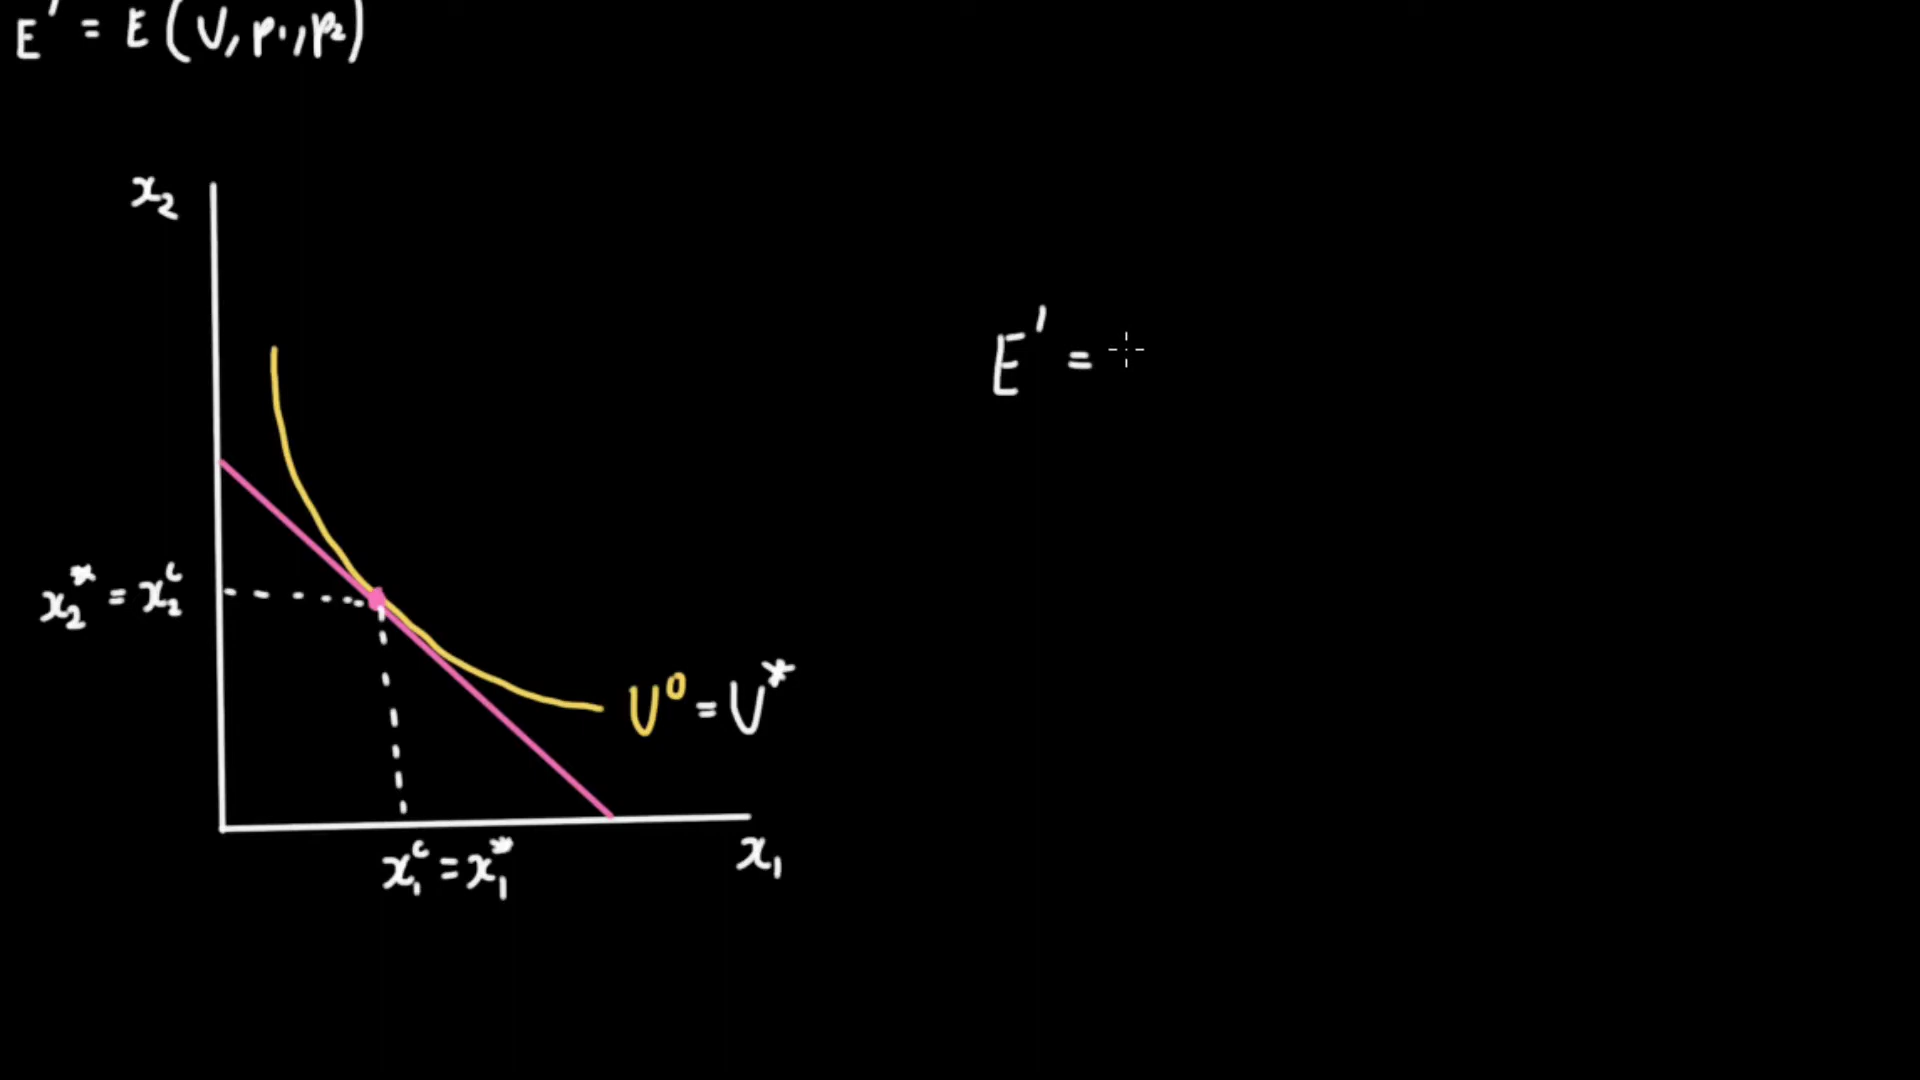 E' = E (U, p₁, p₂)
x₂
E' =
x₂* = x₂ᶜ
U⁰ = U*
x₁ᶜ = x₁*
x₁